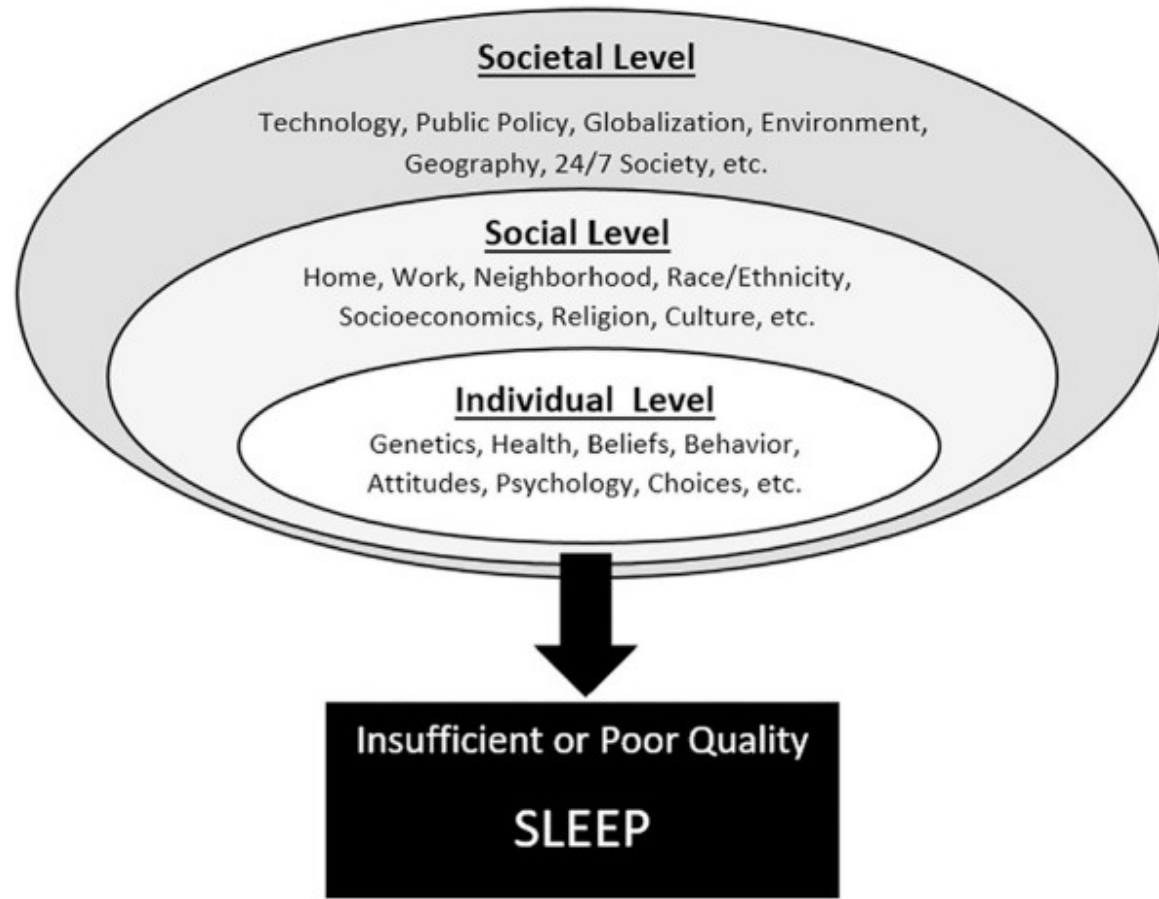 Societal Level
Technology, Public Policy, Globalization, Environment,
Geography, 24/7 Society, etc.
Social Level
Home, Work, Neighborhood, Race/Ethnicity,
Socioeconomics, Religion, Culture, etc.
Individual Level
Genetics, Health, Beliefs, Behavior,
Attitudes, Psychology, Choices, etc.
Insufficient or Poor Quality
SLEEP